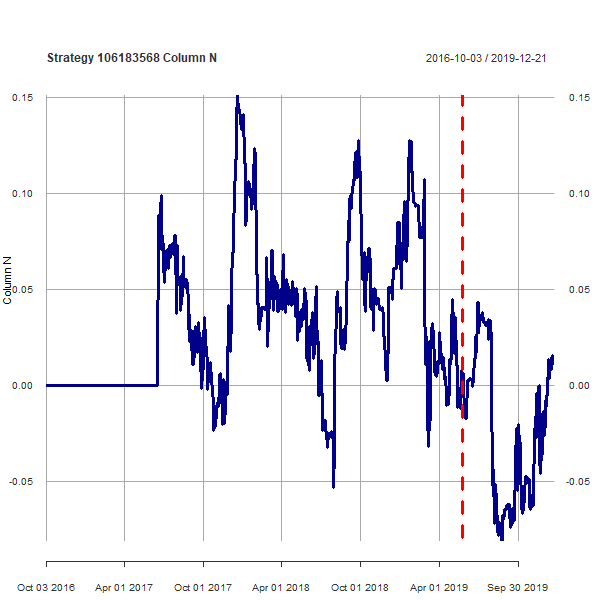 Strategy 106183568 Column N 2016-10-03 / 2019-12-21
0.15 0.15
0.10 0.10
0.05 0.05
0.00 0.00
-0.05 -0.05
Column N
Oct 03 2016 Apr 01 2017 Oct 01 2017 Apr 01 2018 Oct 01 2018 Apr 01 2019 Sep 30 2019